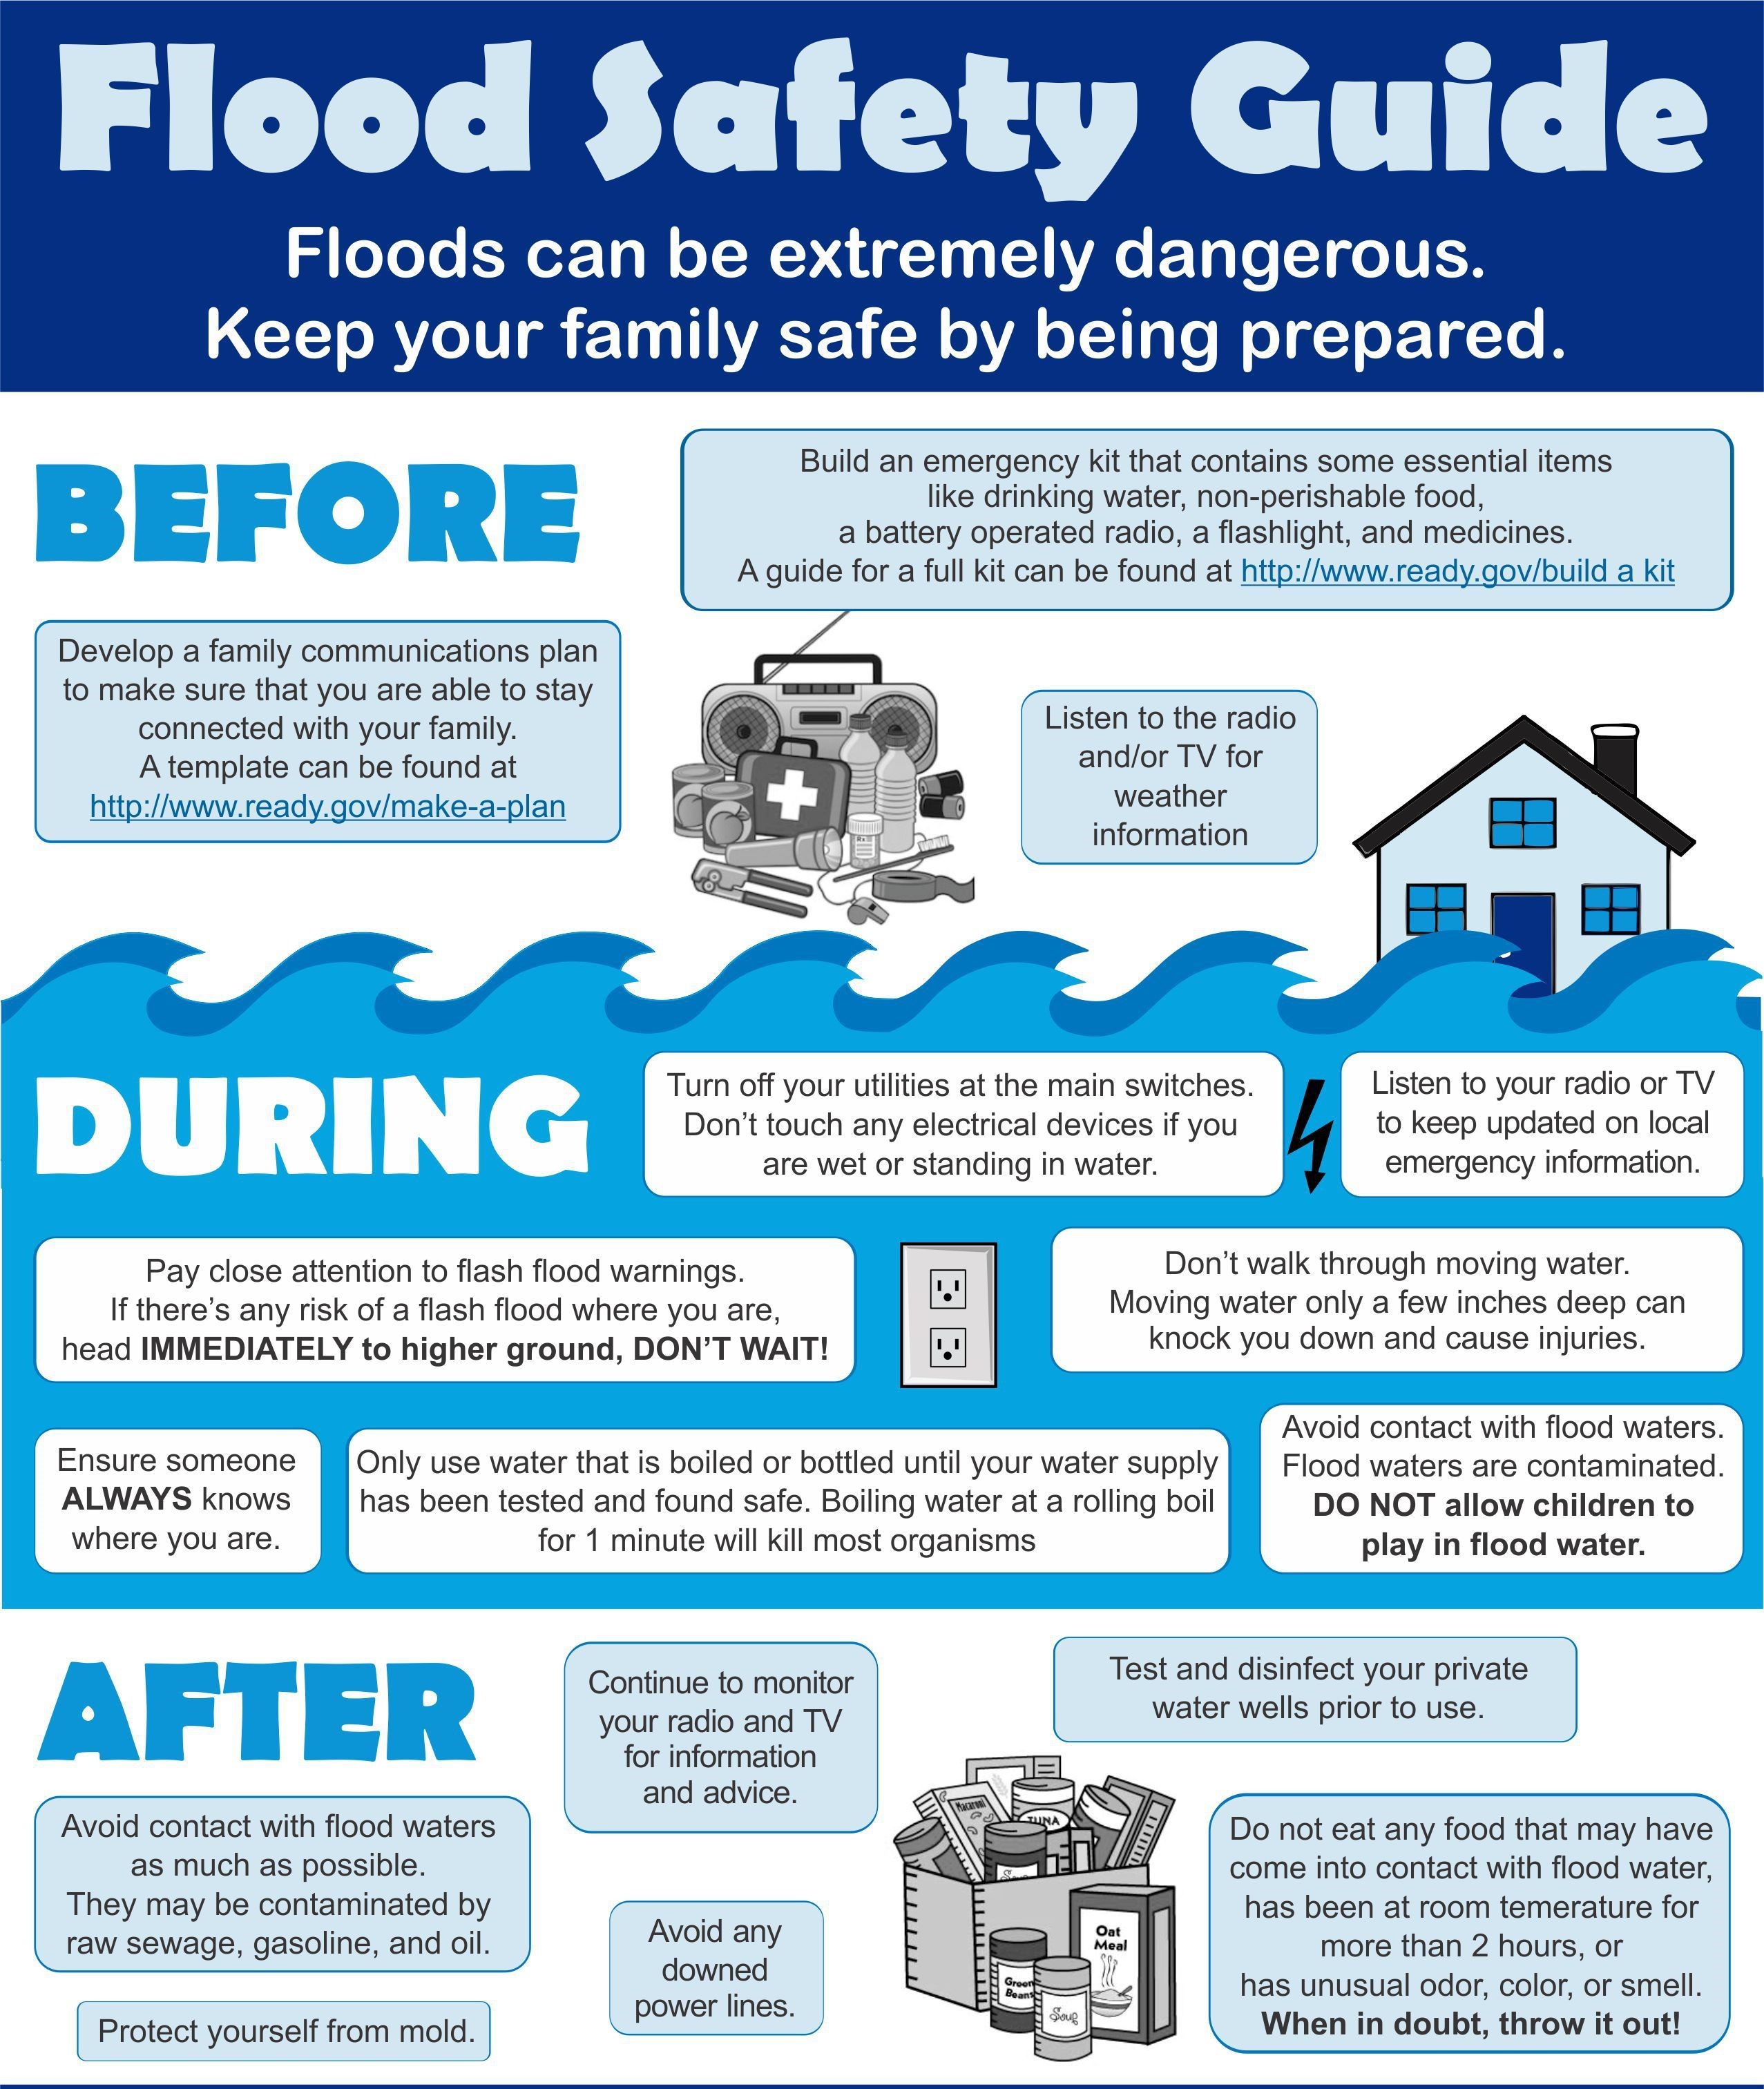 Flood Safety Guide
Floods can be extremely dangerous.
Keep your family safe by being prepared.
BEFORE
Build an emergency kit that contains some essential items
like drinking water, non-perishable food,
a battery operated radio, a flashlight, and medicines.
A guide for a full kit can be found at http://www.ready.gov/build a kit
Develop a family communications plan
to make sure that you are able to stay
connected with your family.
A template can be found at
http://www.ready.gov/make-a-plan
Rx
Listen to the radio
and/or TV for
weather
information
DURING
Turn off your utilities at the main switches.
Don't touch any electrical devices if you
are wet or standing in water.
Listen to your radio or TV
to keep updated on local
emergency information.
Pay close attention to flash flood warnings.
If there's any risk of a flash flood where you are,
head IMMEDIATELY to higher ground, DON'T WAIT!
Don't walk through moving water.
Moving water only a few inches deep can
knock you down and cause injuries.
Ensure someone
ALWAYS knows
where you are.
Only use water that is boiled or bottled until your water supply
has been tested and found safe. Boiling water at a rolling boil
for 1 minute will kill most organisms
Avoid contact with flood waters.
Flood waters are contaminated.
DO NOT allow children to
play in flood water.
AFTER
Continue to monitor
your radio and TV
for information
and advice.
Test and disinfect your private
water wells prior to use.
Avoid contact with flood waters
as much as possible.
They may be contaminated by
raw sewage, gasoline, and oil.
Avoid any
downed
power lines.
Protect yourself from mold.
Macaroni
TUNA
Soup
Oat
Meal
Green
Beans
Soup
Do not eat any food that may have
come into contact with flood water,
has been at room temerature for
more than 2 hours, or
has unusual odor, color, or smell.
When in doubt, throw it out!